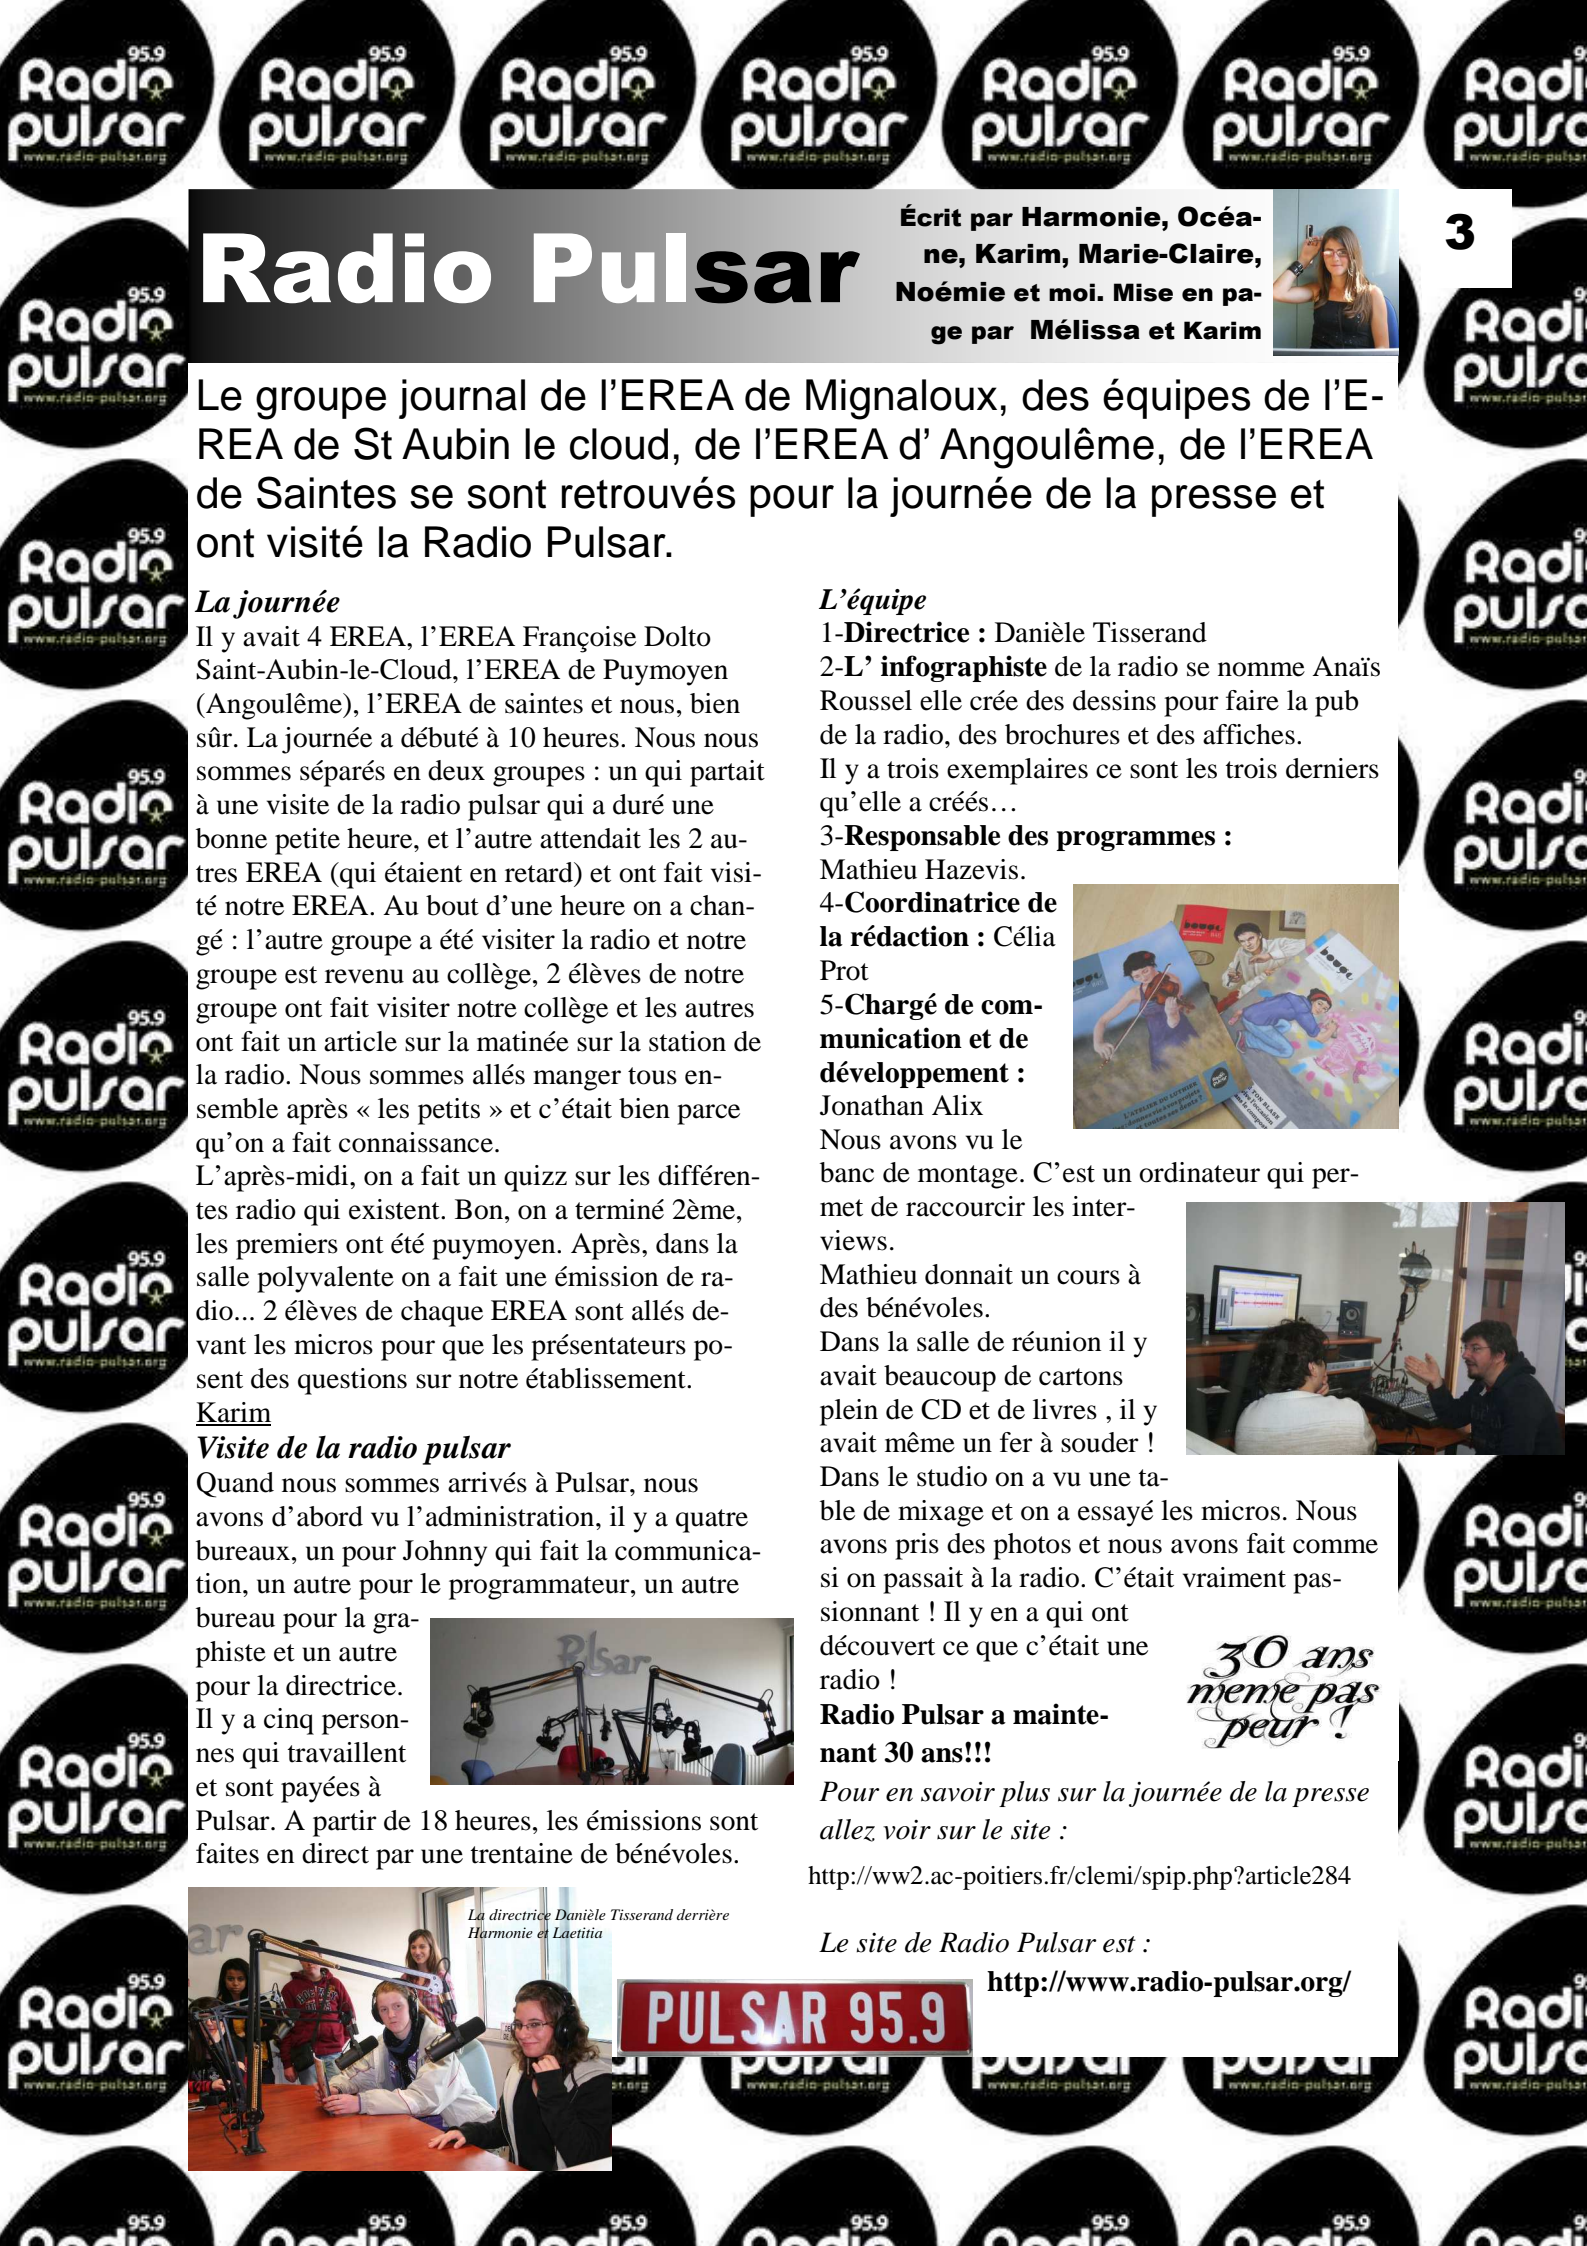 Radio Pulsar
Écrit par Harmonie, Océa-
ne, Karim, Marie-Claire,
Noémie et moi. Mise en pa-
ge par Mélissa et Karim
3
Le groupe journal de l’EREA de Mignaloux, des équipes de l’E-
REA de St Aubin le cloud, de l’EREA d’ Angoulême, de l’EREA
de Saintes se sont retrouvés pour la journée de la presse et
ont visité la Radio Pulsar.
La journée
Il y avait 4 EREA, l’EREA Françoise Dolto
Saint-Aubin-le-Cloud, l’EREA de Puymoyen
(Angoulême), l’EREA de saintes et nous, bien
sûr. La journée a débuté à 10 heures. Nous nous
sommes séparés en deux groupes : un qui partait
à une visite de la radio pulsar qui a duré une
bonne petite heure, et l’autre attendait les 2 au-
tres EREA (qui étaient en retard) et ont fait visi-
té notre EREA. Au bout d’une heure on a chan-
gé : l’autre groupe a été visiter la radio et notre
groupe est revenu au collège, 2 élèves de notre
groupe ont fait visiter notre collège et les autres
ont fait un article sur la matinée sur la station de
la radio. Nous sommes allés manger tous en-
semble après « les petits » et c’était bien parce
qu’on a fait connaissance.
L’après-midi, on a fait un quizz sur les différen-
tes radio qui existent. Bon, on a terminé 2ème,
les premiers ont été puymoyen. Après, dans la
salle polyvalente on a fait une émission de ra-
dio... 2 élèves de chaque EREA sont allés de-
vant les micros pour que les présentateurs po-
sent des questions sur notre établissement.
Karim
Visite de la radio pulsar
Quand nous sommes arrivés à Pulsar, nous
avons d’abord vu l’administration, il y a quatre
bureaux, un pour Johnny qui fait la communica-
tion, un autre pour le programmateur, un autre
bureau pour la gra-
phiste et un autre
pour la directrice.
Il y a cinq person-
nes qui travaillent
et sont payées à
Pulsar. A partir de 18 heures, les émissions sont
faites en direct par une trentaine de bénévoles.
La directrice Danièle Tisserand derrière
Harmonie et Laetitia
L’équipe
1-Directrice : Danièle Tisserand
2-L’ infographiste de la radio se nomme Anaïs
Roussel elle crée des dessins pour faire la pub
de la radio, des brochures et des affiches.
Il y a trois exemplaires ce sont les trois derniers
qu’elle a créés…
3-Responsable des programmes :
Mathieu Hazevis.
4-Coordinatrice de
la rédaction : Célia
Prot
5-Chargé de com-
munication et de
développement :
Jonathan Alix
Nous avons vu le
banc de montage. C’est un ordinateur qui per-
met de raccourcir les inter-
views.
Mathieu donnait un cours à
des bénévoles.
Dans la salle de réunion il y
avait beaucoup de cartons
plein de CD et de livres , il y
avait même un fer à souder !
Dans le studio on a vu une ta-
ble de mixage et on a essayé les micros. Nous
avons pris des photos et nous avons fait comme
si on passait à la radio. C’était vraiment pas-
sionnant ! Il y en a qui ont
découvert ce que c’était une
radio !
30 ans
meme pas
peur !
Radio Pulsar a mainte-
nant 30 ans!!!
Pour en savoir plus sur la journée de la presse
allez voir sur le site :
http://ww2.ac-poitiers.fr/clemi/spip.php?article284
Le site de Radio Pulsar est :
http://www.radio-pulsar.org/
PULSAR 95.9
95.9
Radio
pulsar
www.radio-pulsar.org